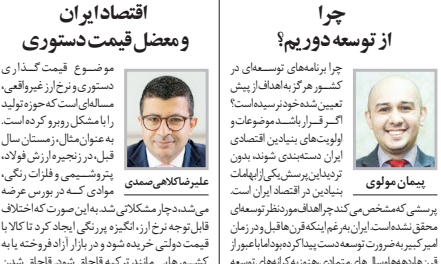 چرا
از توسعه دوریم؟
چرا برنامه‌های توسعه‌ای در
کشور هرگز به اهداف از پیش
تعیین شده خود نرسیده است؟
اگر قرار باشد موضوعات و
اولویت‌های بنیادین اقتصادی
ایران دسته‌بندی شوند، بدون
تردید این پرسش یکی از ابهامات
پیمان مولوی
بنیادین در اقتصاد ایران است.
پرسشی که مشخص می‌کند چرا اهداف مورد نظر توسعه‌ای
محقق نشده است. ایران به رغم اینکه قرن‌ها قبل و در زمان
امیرکبیر به ضرورت توسعه دست پیدا کرده بود اما با عبور از
اقتصاد ایران
و معضل قیمت دستوری
موضوع قیمت‌گذاری
دستوری و نرخ ارز غیرواقعی،
مساله‌ای است که حوزه تولید
را با مشکل روبرو کرده است.
به عنوان مثال، زمستان سال
قبل، در زنجیره ارزش فولاد،
پتروشیمی و فلزات رنگی،
علیرضا کلاهی صمدی
موادی که در بورس عرضه
می‌شد، دچار مشکلاتی شد. به این صورت که اختلاف
قابل توجه نرخ ارز، انگیزه پررنگی ایجاد کرد تا کالا با
قیمت دولتی خریده شود و در بازار آزاد فروخته یا به